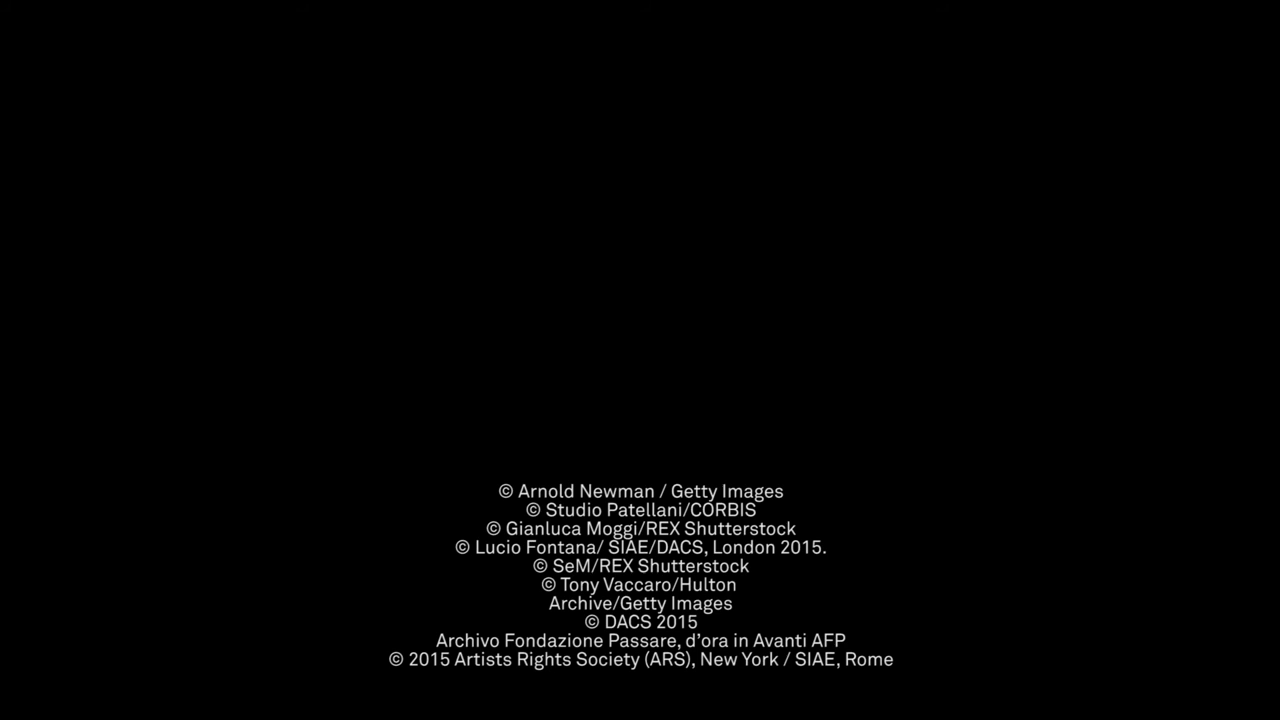 © Arnold Newman / Getty Images
© Studio Patellani/CORBIS
© Gianluca Moggi/REX Shutterstock
© Lucio Fontana/ SIAE/DACS, London 2015.
© SeM/REX Shutterstock
© Tony Vaccaro/Hulton
Archive/Getty Images
© DACS 2015
Archivo Fondazione Passare, d’ora in Avanti AFP
© 2015 Artists Rights Society (ARS), New York / SIAE, Rome